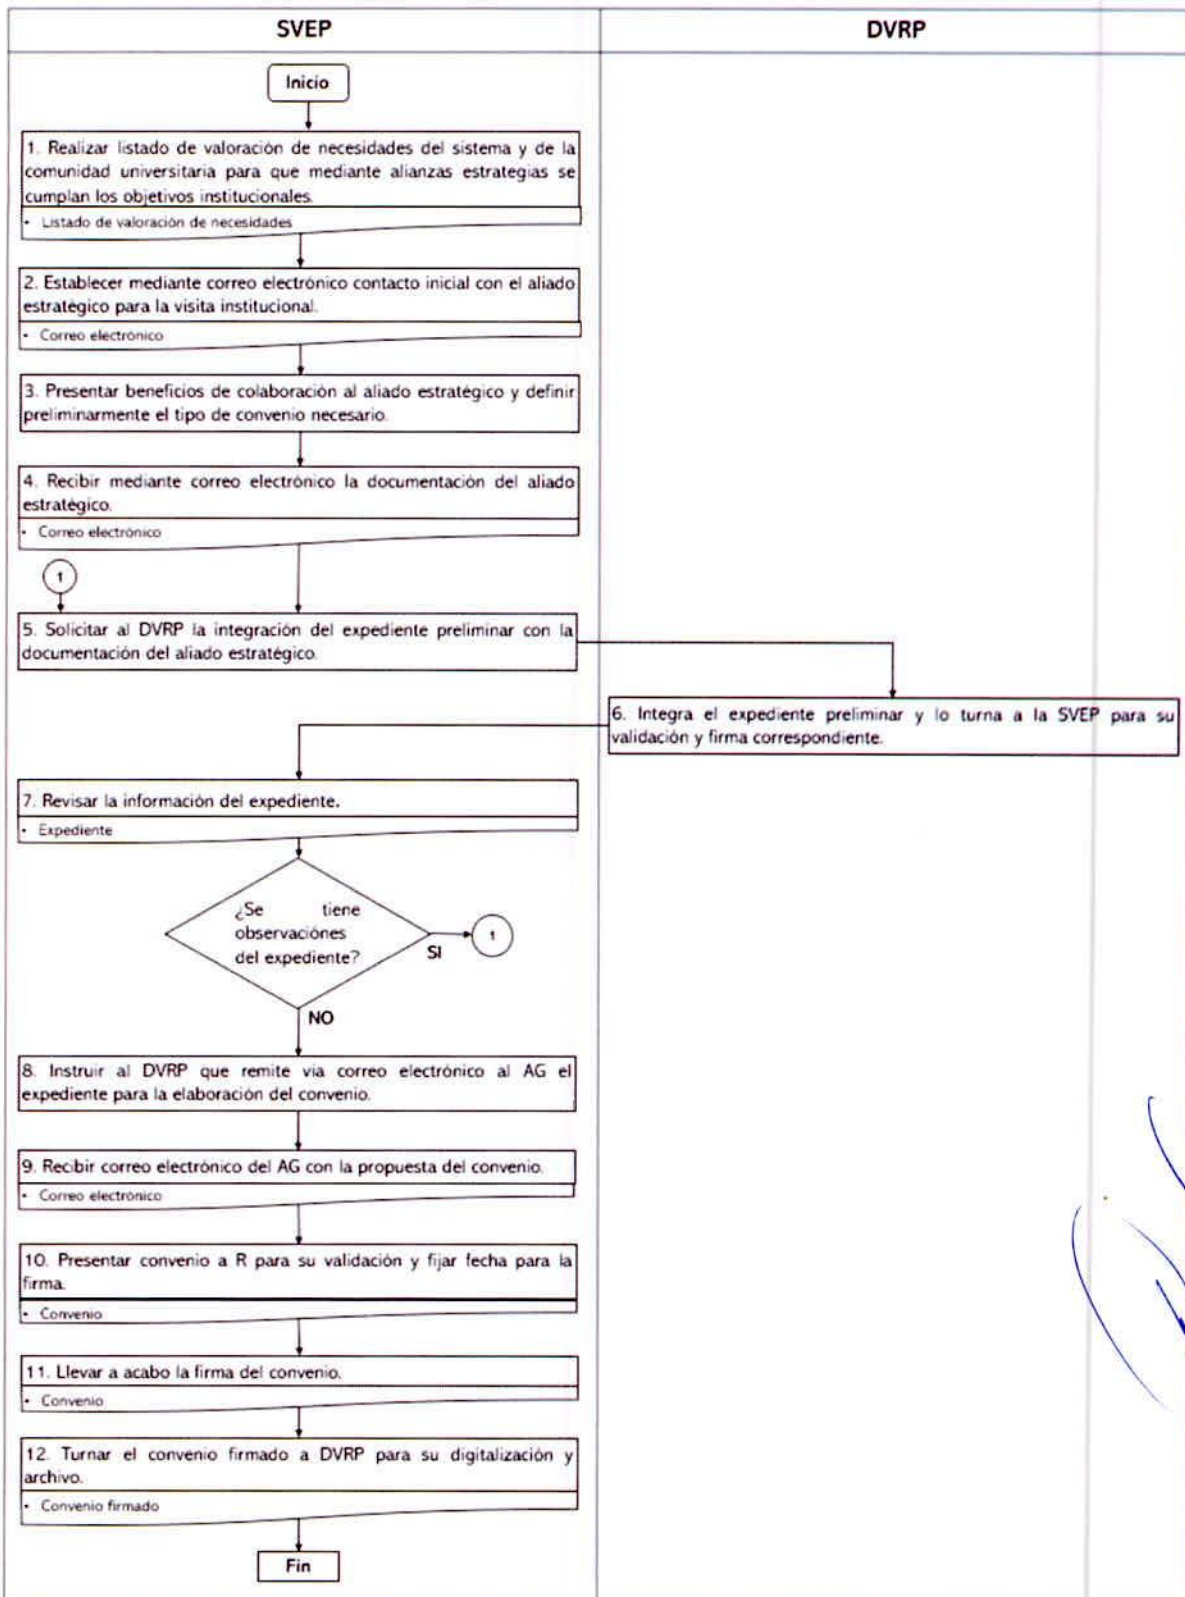 SVEP
DVRP
Inicio
1. Realizar listado de valoración de necesidades del sistema y de la
comunidad universitaria para que mediante alianzas estrategias se
cumplan los objetivos institucionales.
• Listado de valoración de necesidades
2. Establecer mediante correo electrónico contacto inicial con el aliado
estratégico para la visita institucional.
• Correo electrónico
3. Presentar beneficios de colaboración al aliado estratégico y definir
preliminarmente el tipo de convenio necesario.
4. Recibir mediante correo electrónico la documentación del aliado
estratégico.
• Correo electrónico
1
5. Solicitar al DVRP la integración del expediente preliminar con la
documentación del aliado estratégico.
6. Integra el expediente preliminar y lo turna a la SVEP para su
validación y firma correspondiente.
7. Revisar la información del expediente.
• Expediente
¿Se tiene
observaciónes
del expediente?
SI
1
NO
8. Instruir al DVRP que remite via correo electrónico al AG el
expediente para la elaboración del convenio.
9. Recibir correo electrónico del AG con la propuesta del convenio.
• Correo electrónico
10. Presentar convenio a R para su validación y fijar fecha para la
firma.
• Convenio
11. Llevar a acabo la firma del convenio.
• Convenio
12. Turnar el convenio firmado a DVRP para su digitalización y
archivo.
• Convenio firmado
Fin